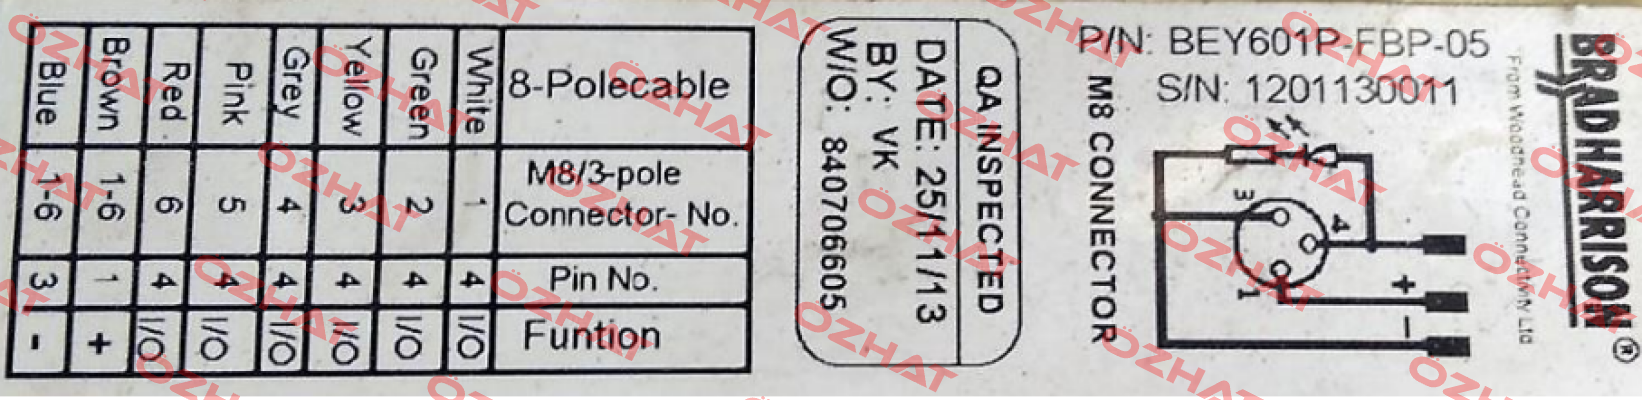 BRADHARRISON®
From Woodhead Connectivity Ltd
P/N: BEY601P-FBP-05
S/N: 1201130011
M8 CONNECTOR
3
4
1
+
–
QA INSPECTED
DATE: 25/11/13
BY: VK
W/O: 840706605
8-Polecable White Green Yellow Grey Pink Red Brown Blue
M8/3-pole Connector- No. 1 2 3 4 5 6 1-6 1-6
Pin No. 4 4 4 4 4 4 1 3
Funtion I/O I/O I/O I/O I/O I/O + -
ÖZHAT